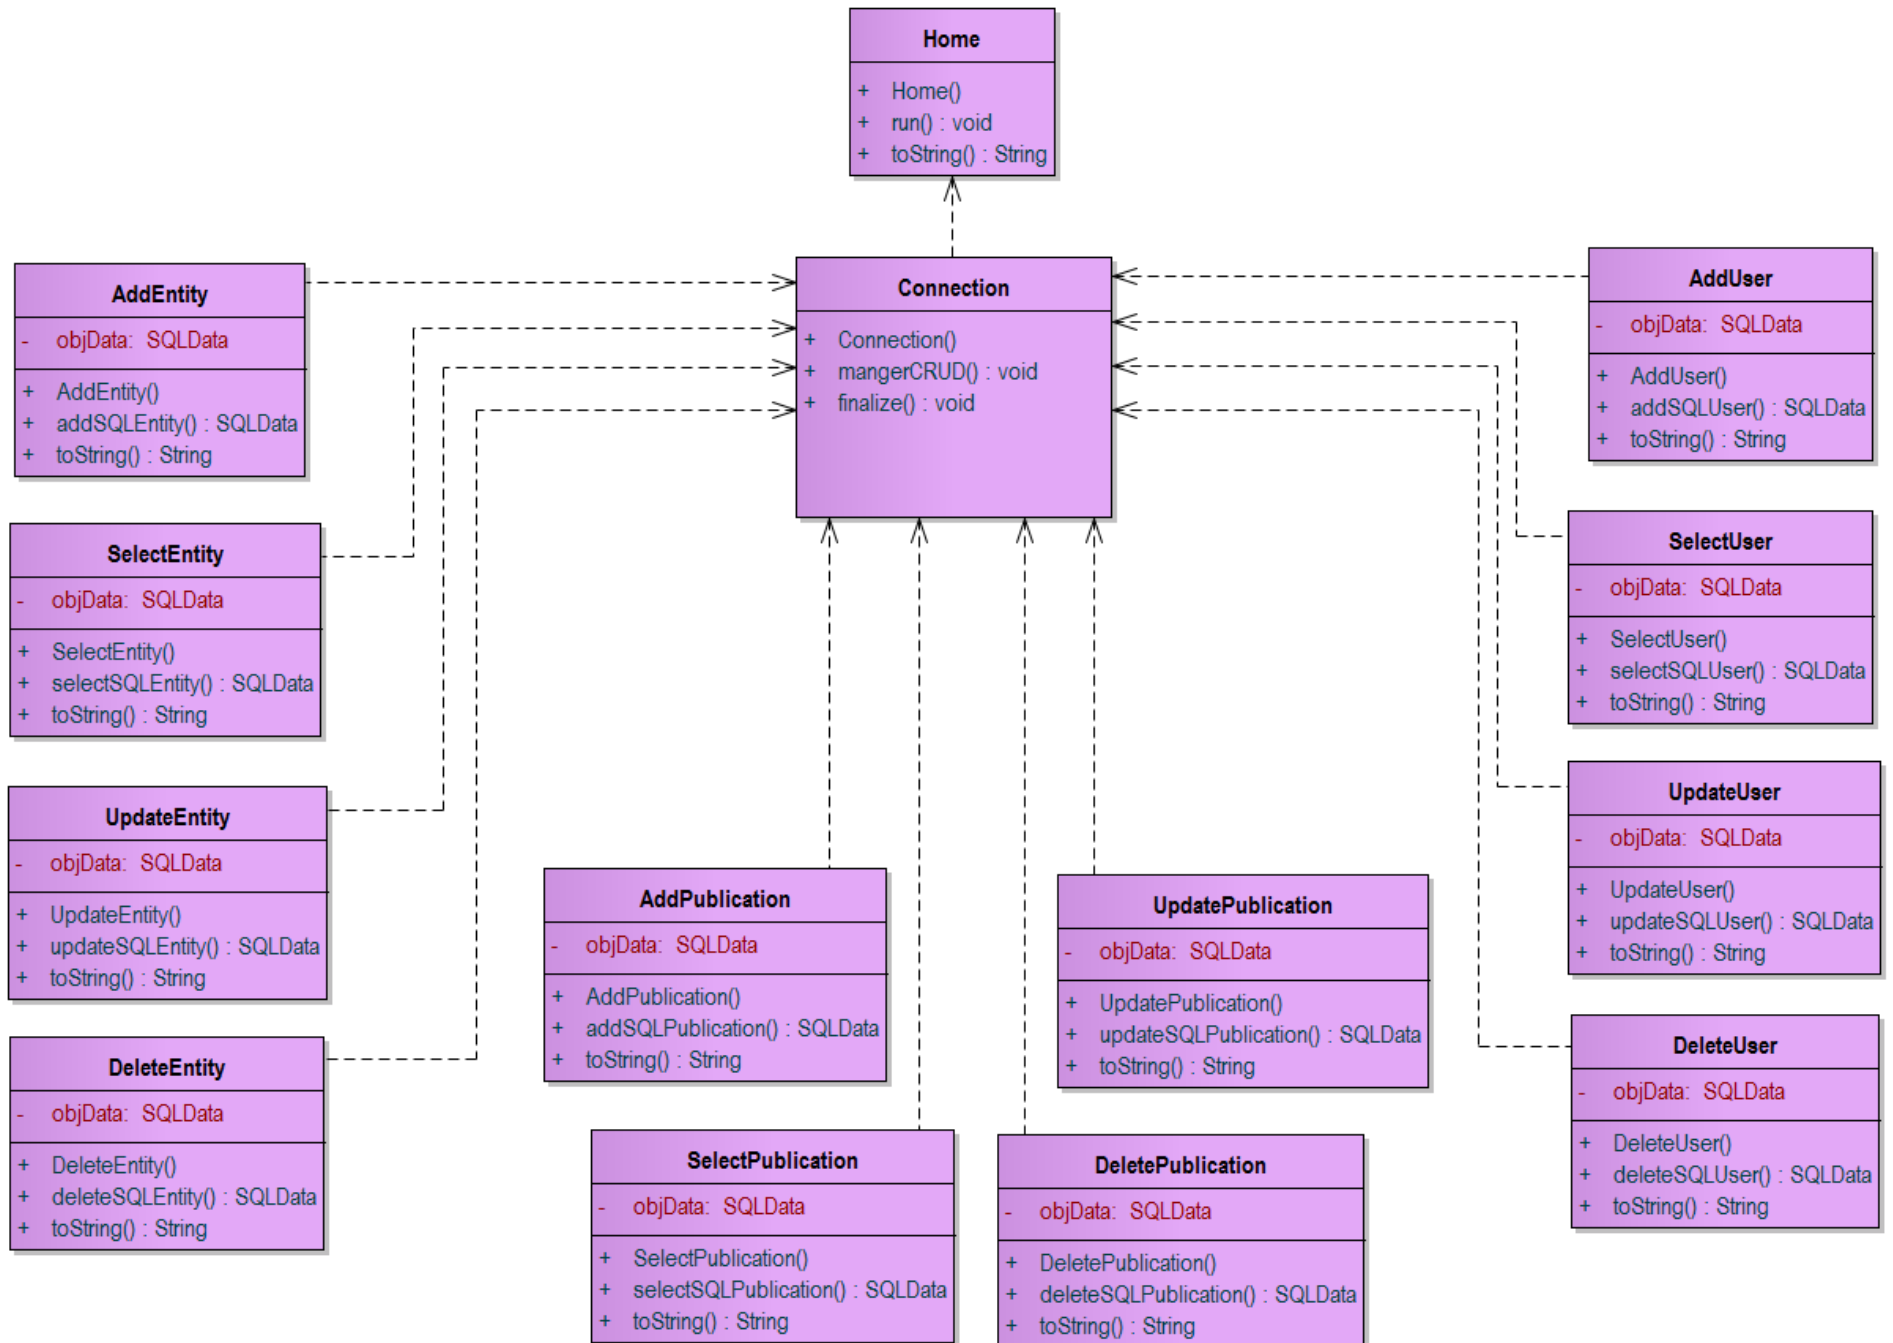 Home
+ Home()
+ run() : void
+ toString() : String
AddEntity
- objData: SQLData
+ AddEntity()
+ addSQLEntity() : SQLData
+ toString() : String
Connection
+ Connection()
+ mangerCRUD() : void
+ finalize() : void
AddUser
- objData: SQLData
+ AddUser()
+ addSQLUser() : SQLData
+ toString() : String
SelectEntity
- objData: SQLData
+ SelectEntity()
+ selectSQLEntity() : SQLData
+ toString() : String
SelectUser
- objData: SQLData
+ SelectUser()
+ selectSQLUser() : SQLData
+ toString() : String
UpdateEntity
- objData: SQLData
+ UpdateEntity()
+ updateSQLEntity() : SQLData
+ toString() : String
UpdateUser
- objData: SQLData
+ UpdateUser()
+ updateSQLUser() : SQLData
+ toString() : String
AddPublication
- objData: SQLData
+ AddPublication()
+ addSQLPublication() : SQLData
+ toString() : String
UpdatePublication
- objData: SQLData
+ UpdatePublication()
+ updateSQLPublication() : SQLData
+ toString() : String
DeleteEntity
- objData: SQLData
+ DeleteEntity()
+ deleteSQLEntity() : SQLData
+ toString() : String
DeleteUser
- objData: SQLData
+ DeleteUser()
+ deleteSQLUser() : SQLData
+ toString() : String
SelectPublication
- objData: SQLData
+ SelectPublication()
+ selectSQLPublication() : SQLData
+ toString() : String
DeletePublication
- objData: SQLData
+ DeletePublication()
+ deleteSQLPublication() : SQLData
+ toString() : String